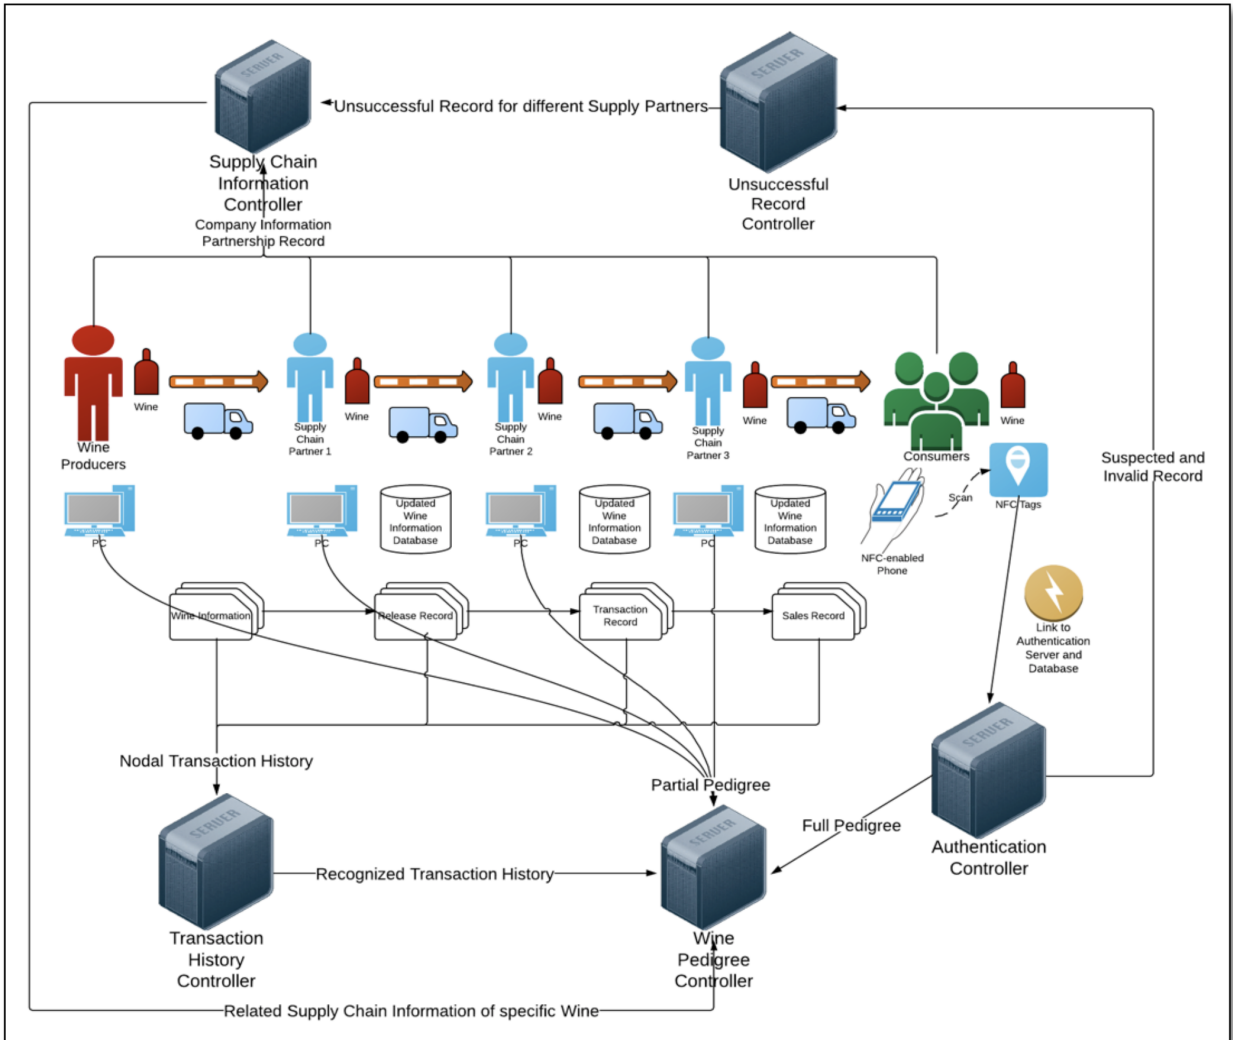 SERVER
SERVER
Unsuccessful Record for different Supply Partners
Supply Chain
Information
Controller
Unsuccessful
Record
Controller
Company Information
Partnership Record
Wine
Wine
Wine
Wine
Wine
Wine
Producers
Supply
Chain
Partner 1
Supply
Chain
Partner 2
Supply
Chain
Partner 3
Consumers
Suspected and
Invalid Record
PC
Updated
Wine
Information
Database
PC
Updated
Wine
Information
Database
PC
Updated
Wine
Information
Database
PC
Scan
NFC Tags
NFC-enabled
Phone
Wine Information
Release Record
Transaction
Record
Sales Record
Link to
Authentication
Server and
Database
Nodal Transaction History
Partial Pedigree
SERVER
Full Pedigree
Authentication
Controller
SERVER
SERVER
Recognized Transaction History
Transaction
History
Controller
Wine
Pedigree
Controller
Related Supply Chain Information of specific Wine